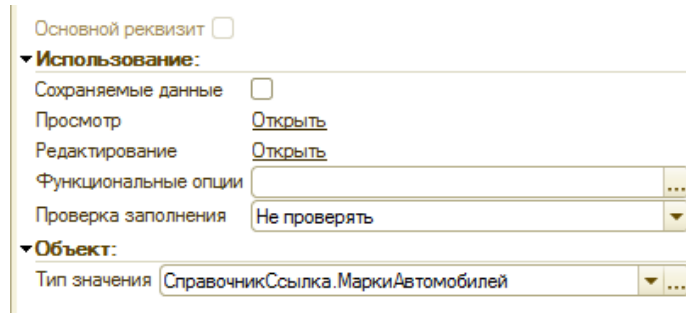 Основной реквизит
Использование:
Сохраняемые данные
Просмотр Открыть
Редактирование Открыть
Функциональные опции ...
Проверка заполнения Не проверять
Объект:
Тип значения СправочникСсылка.МаркиАвтомобилей ...